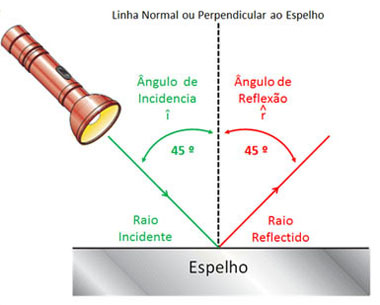 Linha Normal ou Perpendicular ao Espelho
Ângulo de
Incidencia
î
45 º
Ângulo de
Reflexão
r̂
45 º
Raio
Incidente
Raio
Reflectido
Espelho